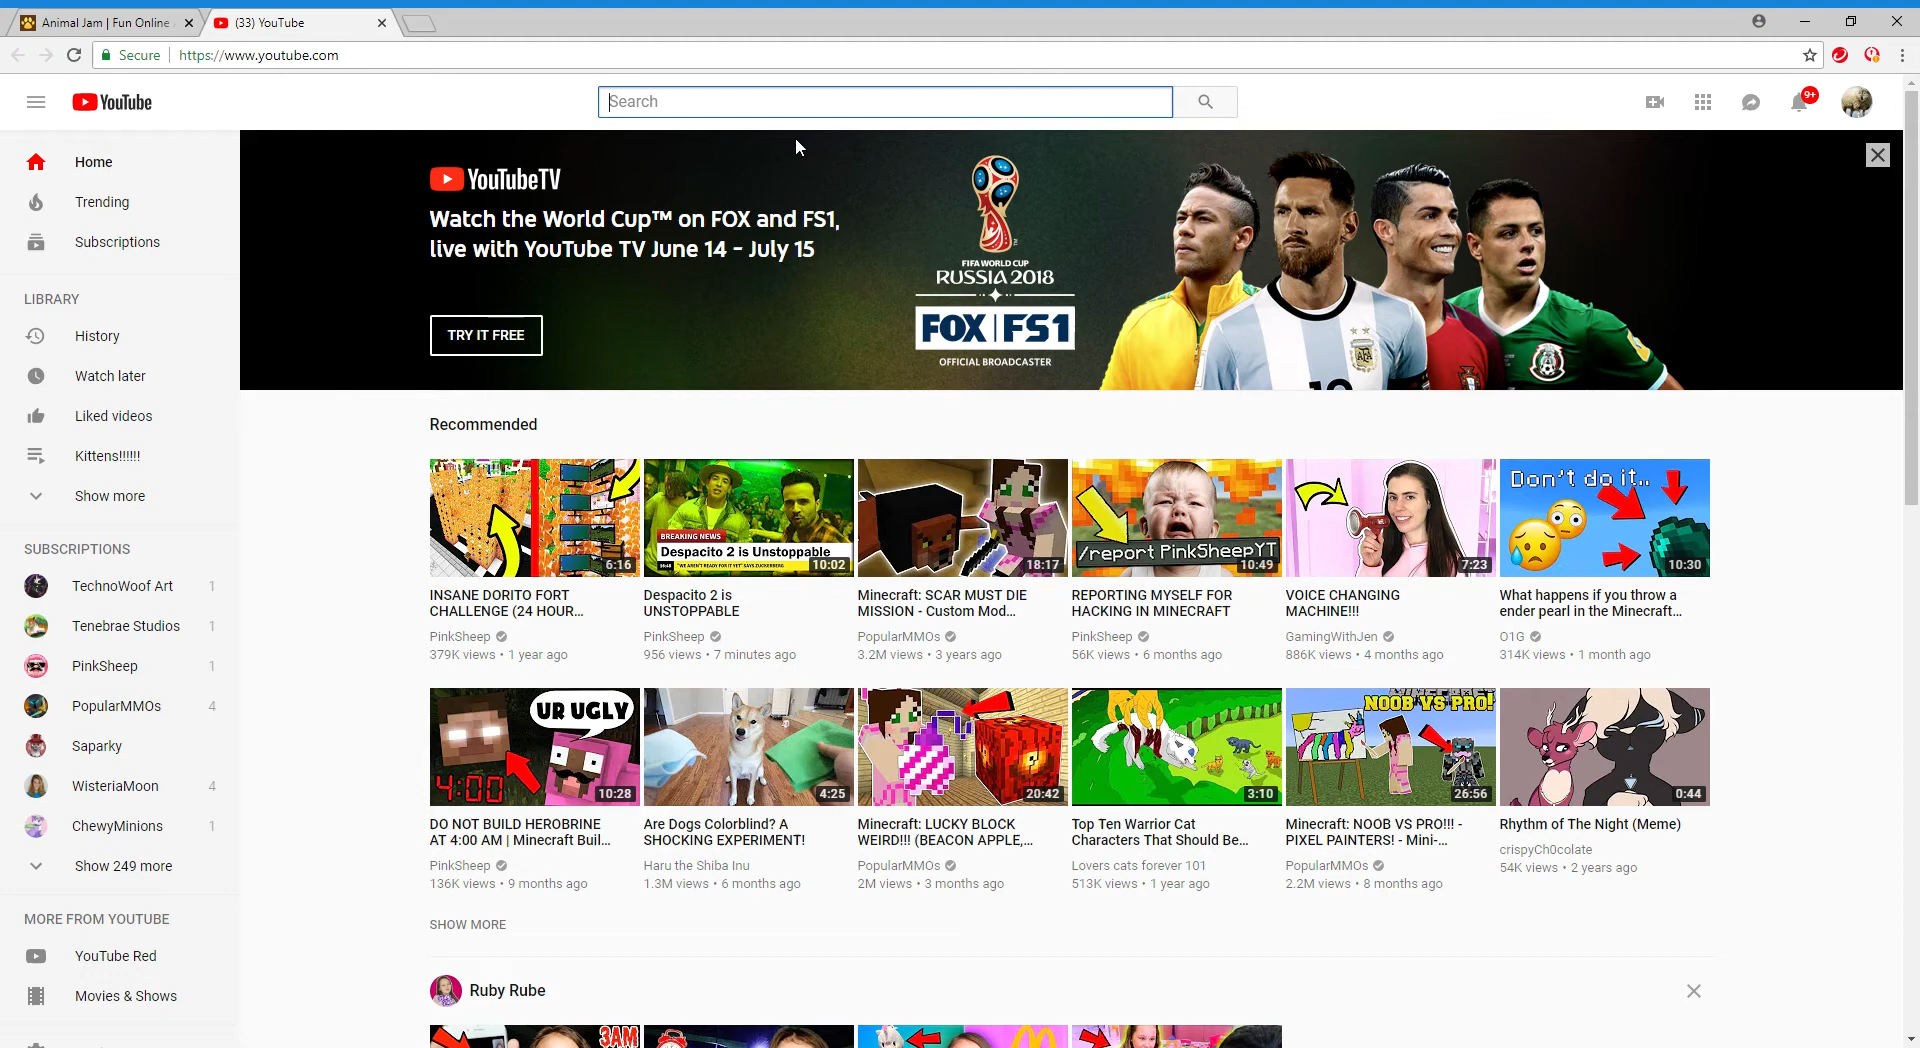 Animal Jam | Fun Online
(33) YouTube
Secure
https://www.youtube.com
YouTube
Search
9+
Home
Trending
Subscriptions
LIBRARY
History
Watch later
Liked videos
Kittens!!!!!!
Show more
SUBSCRIPTIONS
TechnoWoof Art 1
Tenebrae Studios 1
PinkSheep 1
PopularMMOs 4
Saparky
WisteriaMoon 4
ChewyMinions 1
Show 249 more
MORE FROM YOUTUBE
YouTube Red
Movies & Shows
YouTubeTV
Watch the World Cup™ on FOX and FS1,
live with YouTube TV June 14 - July 15
TRY IT FREE
FIFA WORLD CUP
RUSSIA 2018
FOX|FS1
OFFICIAL BROADCASTER
AFA
10
Recommended
6:16
INSANE DORITO FORT
CHALLENGE (24 HOUR...
PinkSheep
379K views • 1 year ago
BREAKING NEWS
Despacito 2 is Unstoppable
"WE AREN'T READY FOR IT YET" SAYS ZUCKERBERG
10:02
Despacito 2 is
UNSTOPPABLE
PinkSheep
956 views • 7 minutes ago
18:17
Minecraft: SCAR MUST DIE
MISSION - Custom Mod...
PopularMMOs
3.2M views • 3 years ago
/report PinkSheepYT
10:49
REPORTING MYSELF FOR
HACKING IN MINECRAFT
PinkSheep
56K views • 6 months ago
7:23
VOICE CHANGING
MACHINE!!!
GamingWithJen
886K views • 4 months ago
Don't do it..
10:30
What happens if you throw a
ender pearl in the Minecraft...
O1G
314K views • 1 month ago
UR UGLY
4:00
10:28
DO NOT BUILD HEROBRINE
AT 4:00 AM | Minecraft Buil...
PinkSheep
136K views • 9 months ago
4:25
Are Dogs Colorblind? A
SHOCKING EXPERIMENT!
Haru the Shiba Inu
1.3M views • 6 months ago
20:42
Minecraft: LUCKY BLOCK
WEIRD!!! (BEACON APPLE,...
PopularMMOs
2M views • 3 months ago
3:10
Top Ten Warrior Cat
Characters That Should Be...
Lovers cats forever 101
513K views • 1 year ago
NOOB VS PRO!
26:56
Minecraft: NOOB VS PRO!!! -
PIXEL PAINTERS! - Mini-...
PopularMMOs
2.2M views • 8 months ago
0:44
Rhythm of The Night (Meme)
crispyCh0colate
54K views • 2 years ago
SHOW MORE
Ruby Rube
3AM